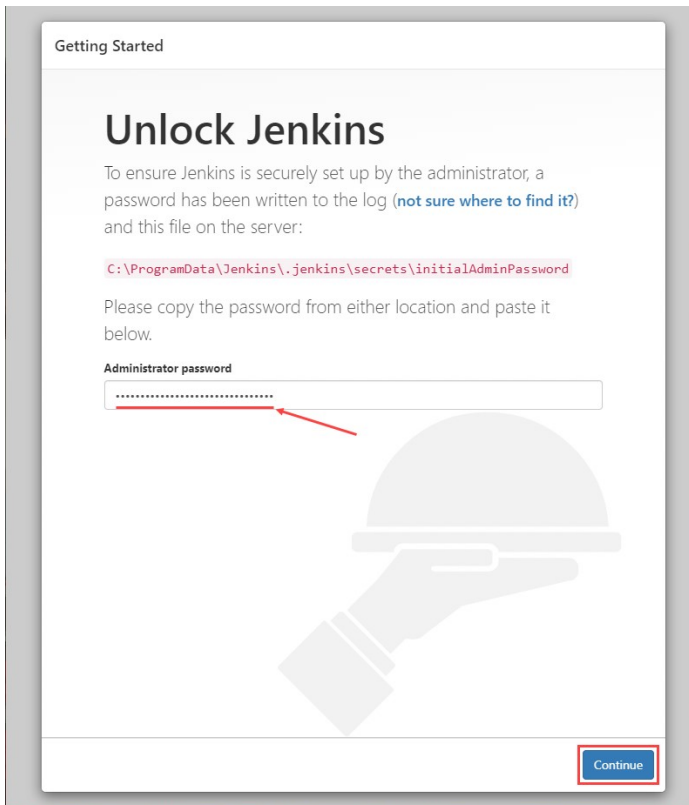 Getting Started
Unlock Jenkins
To ensure Jenkins is securely set up by the administrator, a
password has been written to the log (not sure where to find it?)
and this file on the server:
C:\ProgramData\Jenkins\.jenkins\secrets\initialAdminPassword
Please copy the password from either location and paste it
below.
Administrator password
Continue